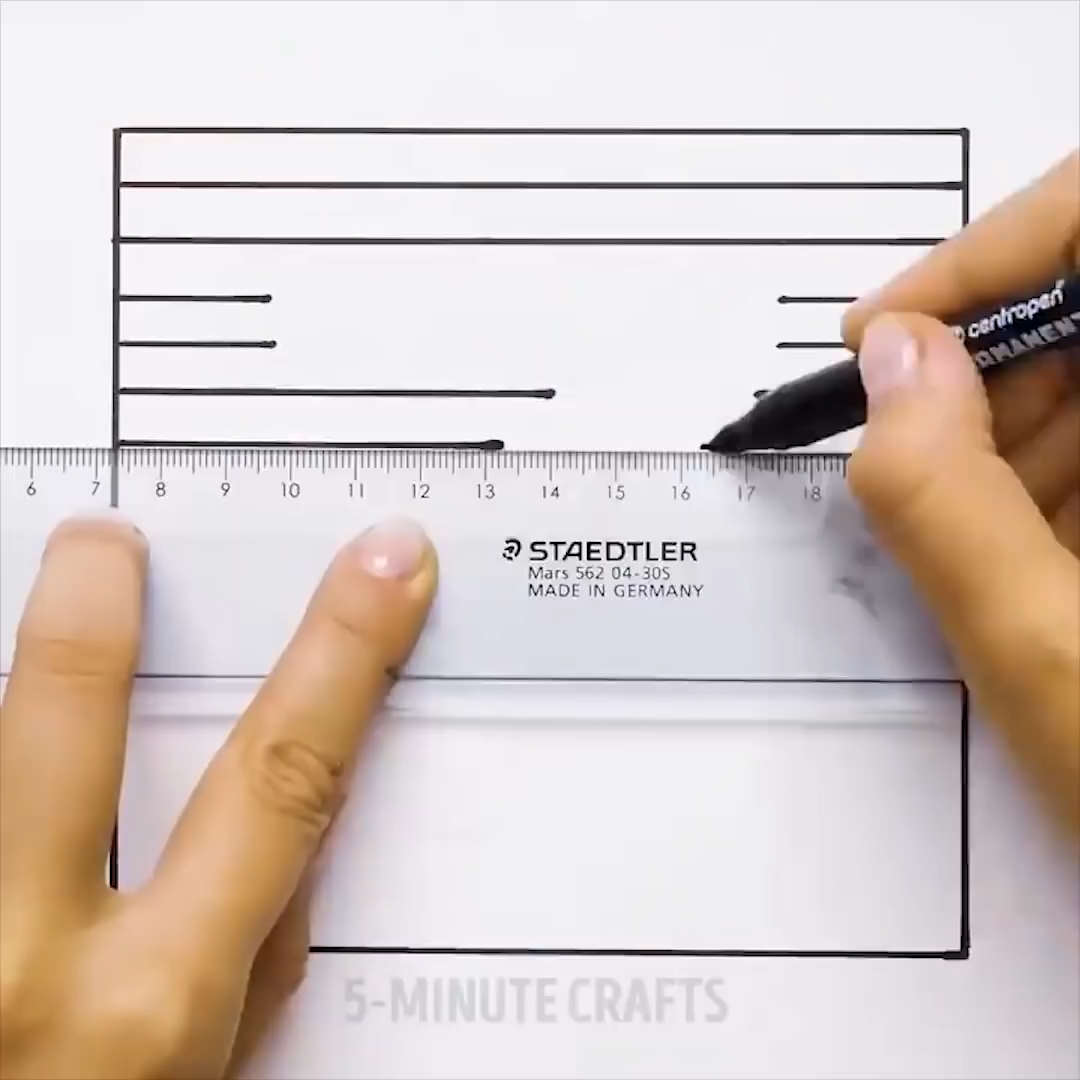 centropen
PERMANENT
6 7 8 9 10 11 12 13 14 15 16 17 18
STAEDTLER
Mars 562 04-30S
MADE IN GERMANY
5-MINUTE CRAFTS